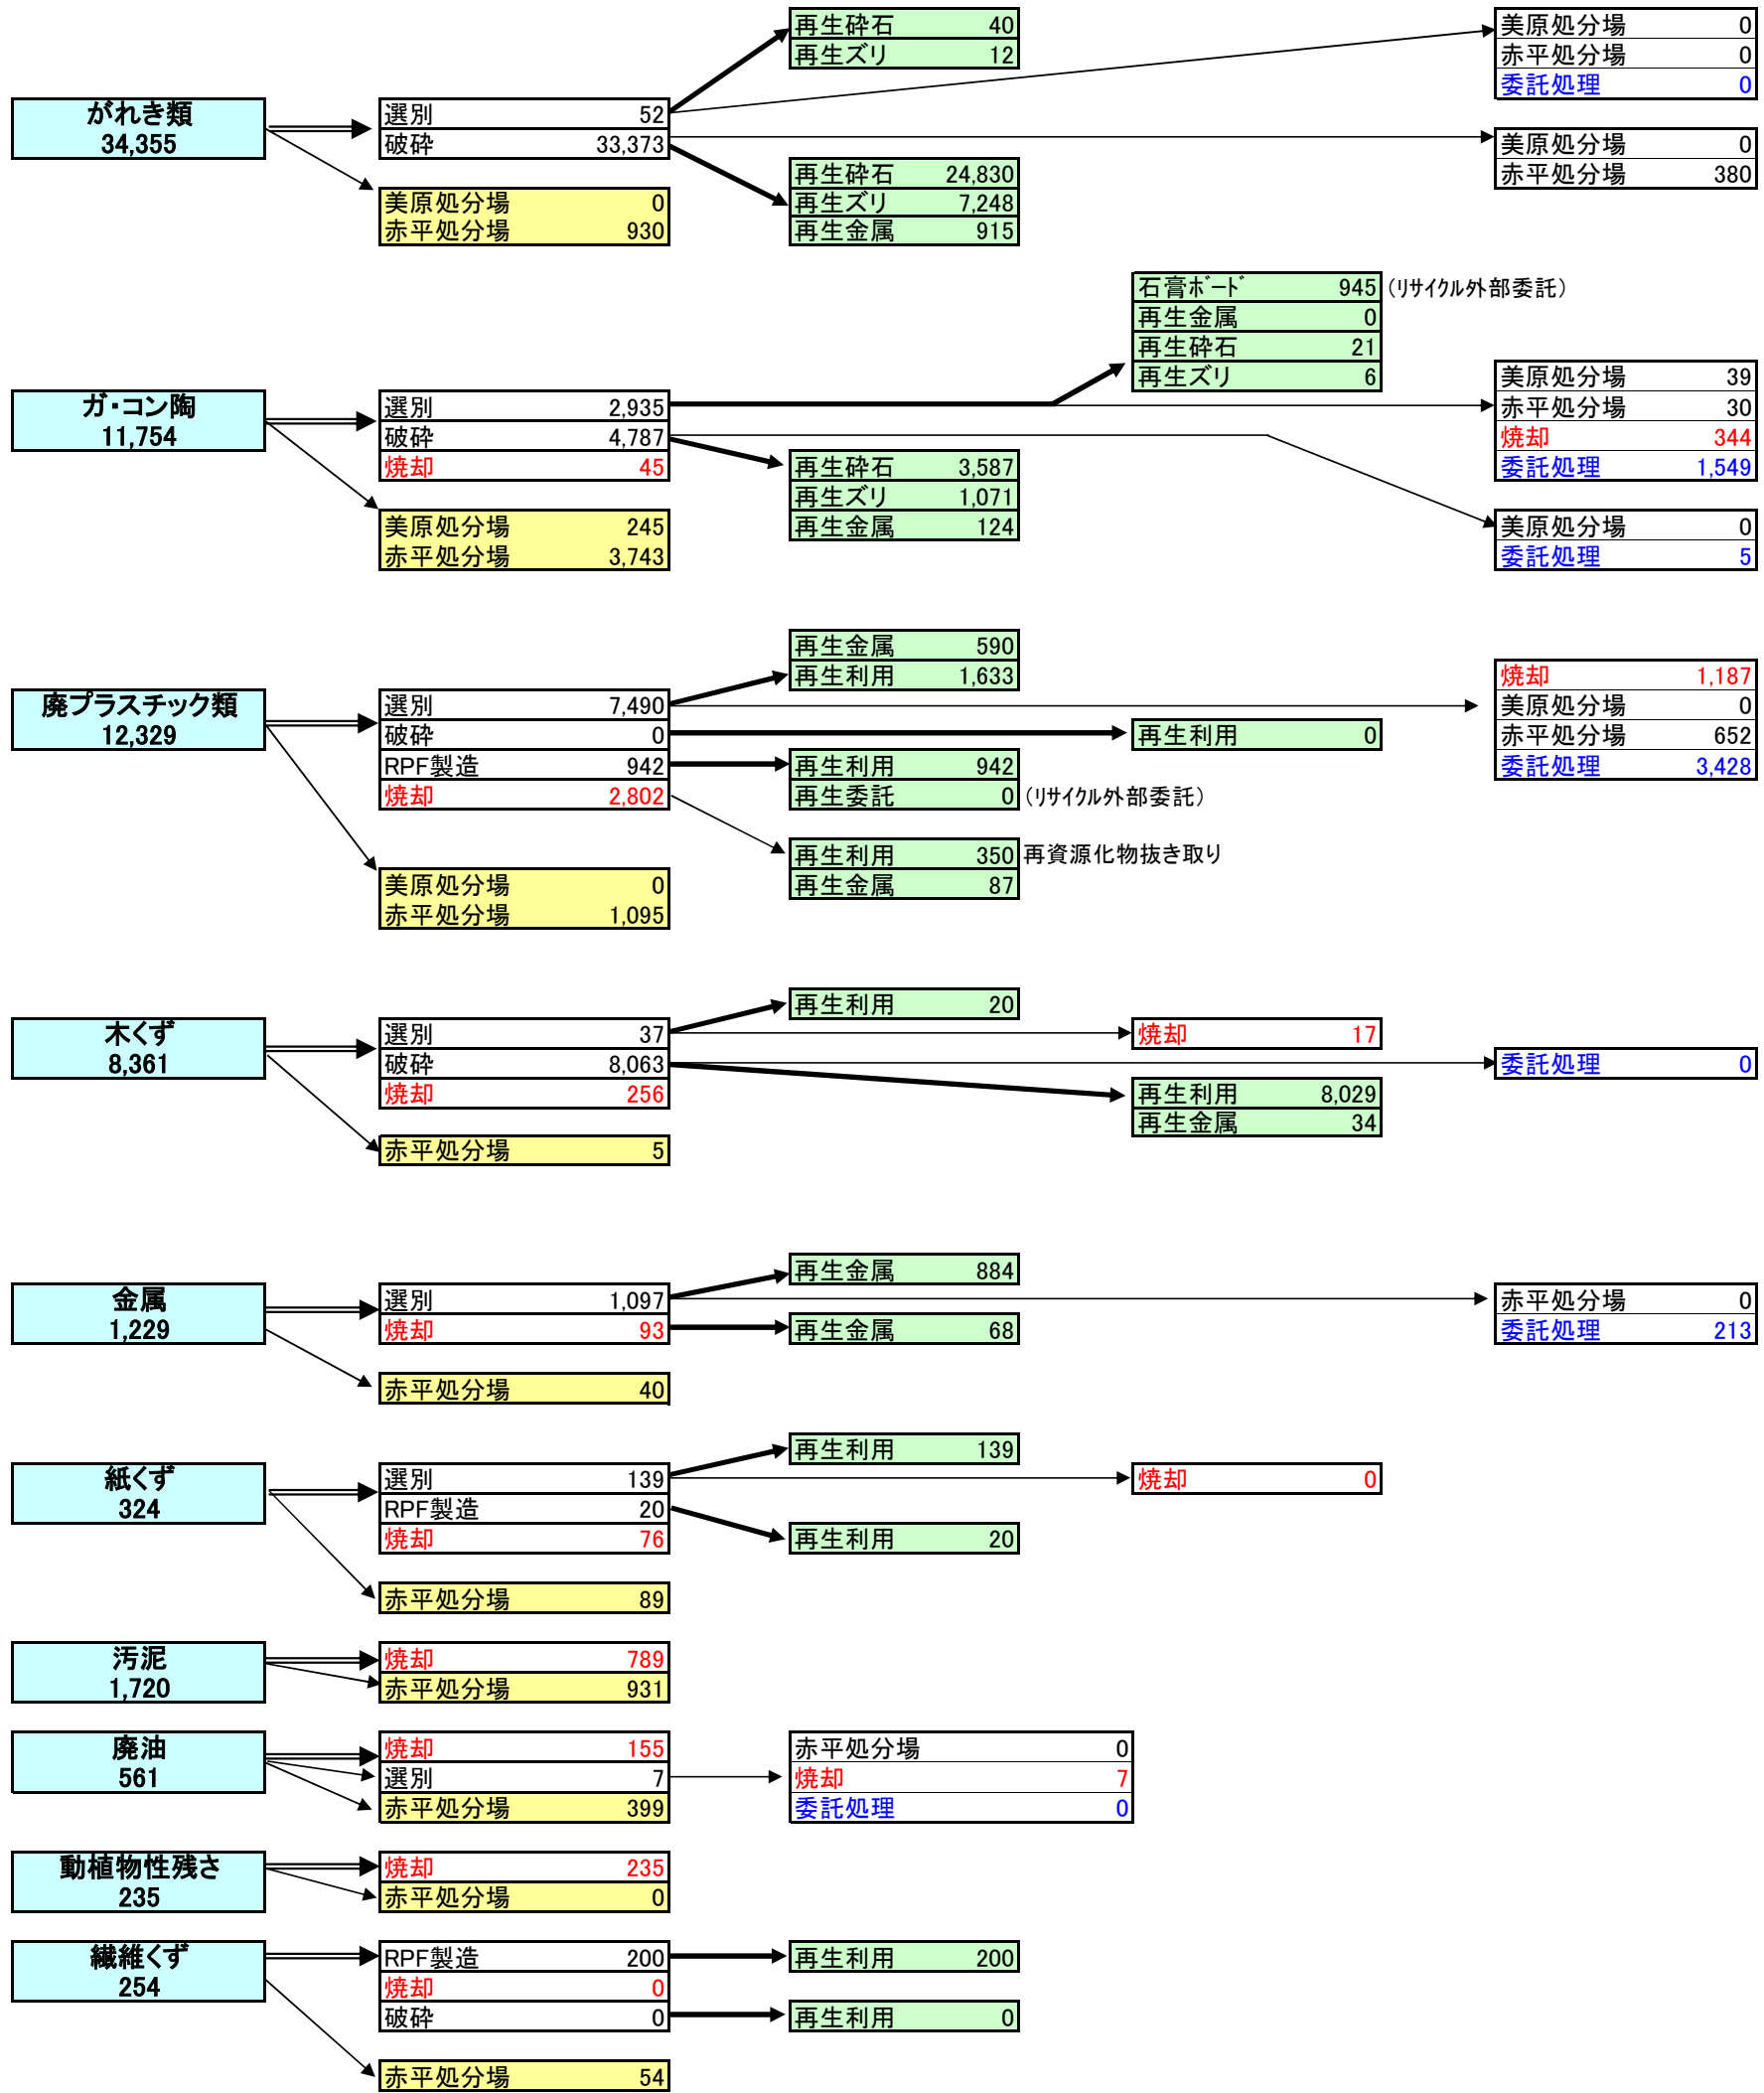 再生砕石 40
再生ズリ 12
美原処分場 0
赤平処分場 0
委託処理 0
がれき類
34,355
選別 52
破砕 33,373
美原処分場 0
赤平処分場 380
再生砕石 24,830
再生ズリ 7,248
再生金属 915
美原処分場 0
赤平処分場 930
石膏ボード 945 (リサイクル外部委託)
再生金属 0
再生砕石 21
再生ズリ 6
ガ・コン陶
11,754
選別 2,935
破砕 4,787
焼却 45
美原処分場 39
赤平処分場 30
焼却 344
委託処理 1,549
再生砕石 3,587
再生ズリ 1,071
再生金属 124
美原処分場 245
赤平処分場 3,743
美原処分場 0
委託処理 5
再生金属 590
再生利用 1,633
廃プラスチック類
12,329
選別 7,490
破砕 0
RPF製造 942
焼却 2,802
焼却 1,187
美原処分場 0
赤平処分場 652
委託処理 3,428
再生利用 0
再生利用 942
再生委託 0 (リサイクル外部委託)
再生利用 350 再資源化物抜き取り
再生金属 87
美原処分場 0
赤平処分場 1,095
再生利用 20
木くず
8,361
選別 37
破砕 8,063
焼却 256
焼却 17
委託処理 0
再生利用 8,029
再生金属 34
赤平処分場 5
再生金属 884
金属
1,229
選別 1,097
焼却 93
再生金属 68
赤平処分場 0
委託処理 213
赤平処分場 40
再生利用 139
紙くず
324
選別 139
RPF製造 20
焼却 76
焼却 0
再生利用 20
赤平処分場 89
汚泥
1,720
焼却 789
赤平処分場 931
廃油
561
焼却 155
選別 7
赤平処分場 399
赤平処分場 0
焼却 7
委託処理 0
動植物性残さ
235
焼却 235
赤平処分場 0
繊維くず
254
RPF製造 200
焼却 0
破砕 0
再生利用 200
再生利用 0
赤平処分場 54